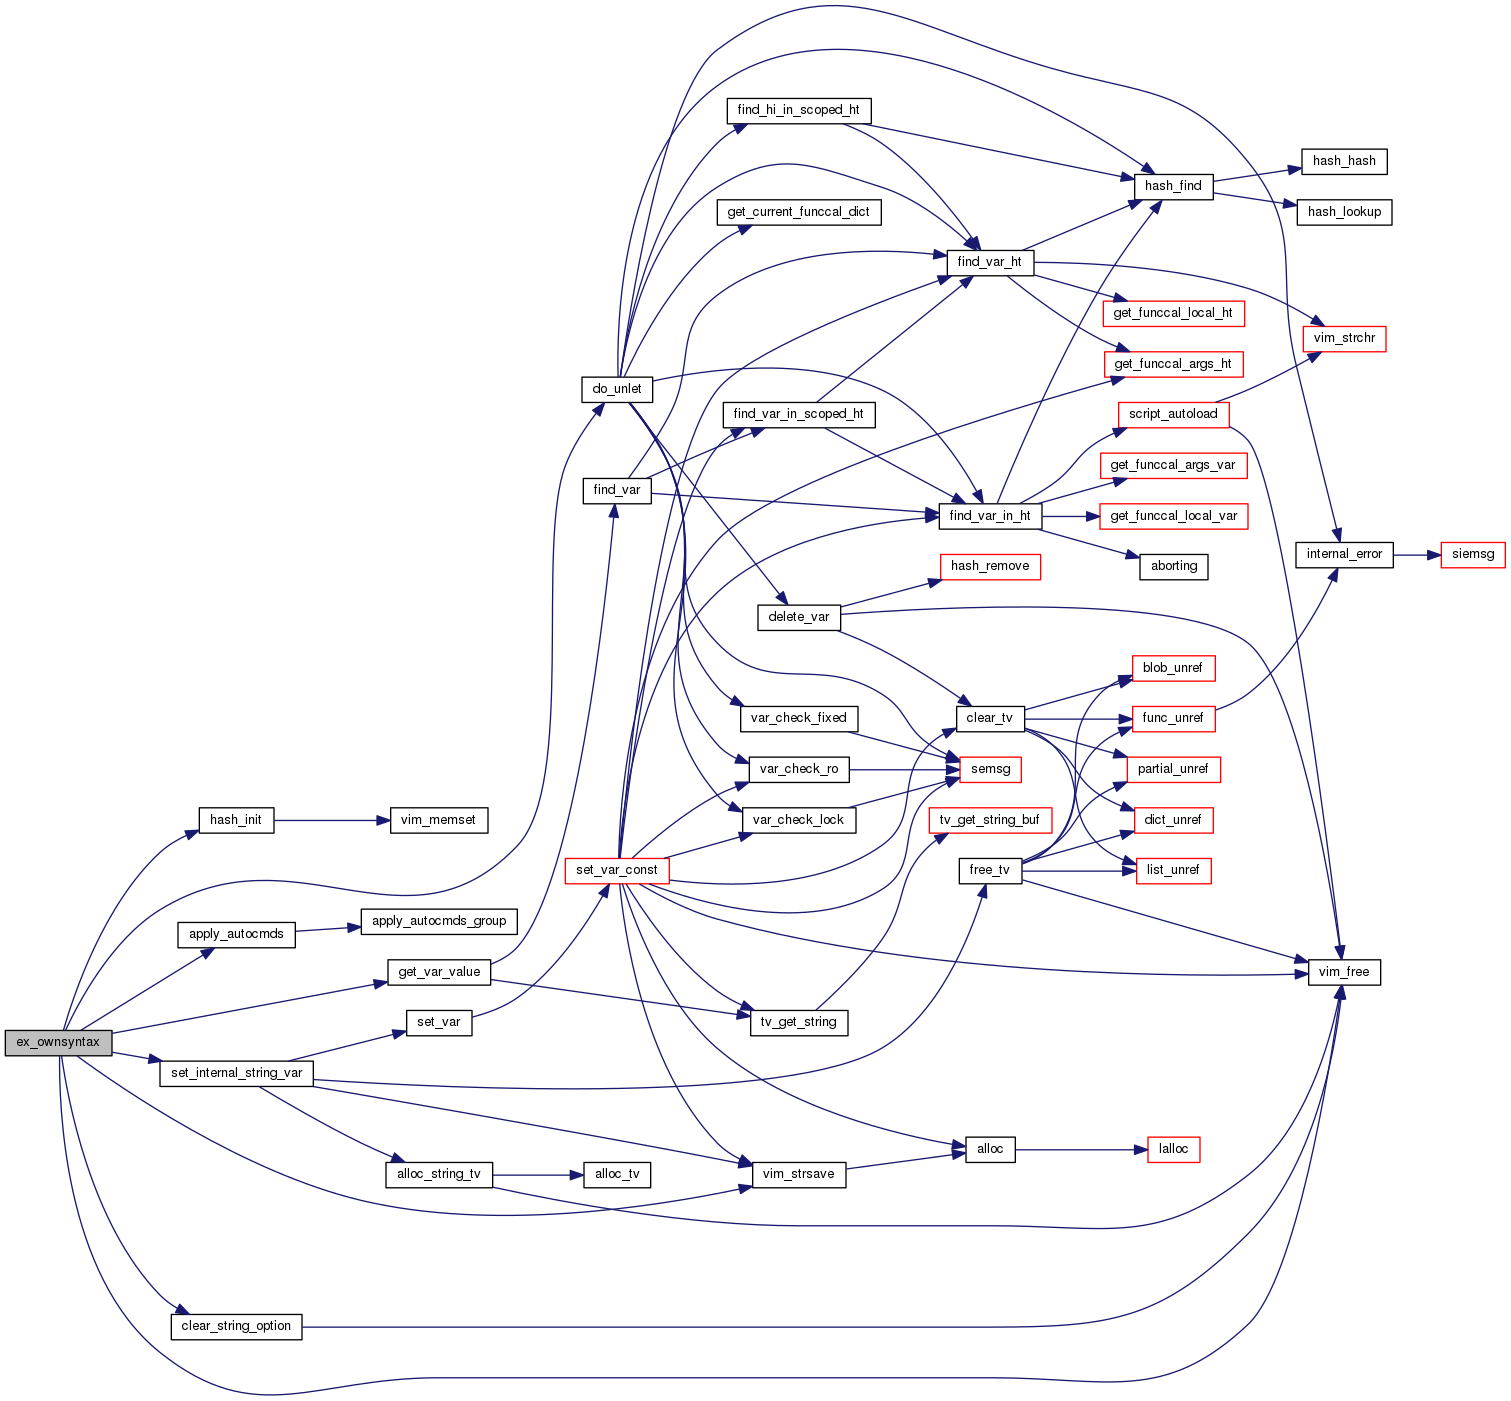 find_hi_in_scoped_ht
hash_hash
hash_find
get_current_funccal_dict
hash_lookup
find_var_ht
get_funccal_local_ht
vim_strchr
get_funccal_args_ht
do_unlet
find_var_in_scoped_ht
script_autoload
get_funccal_args_var
find_var
find_var_in_ht
get_funccal_local_var
internal_error
siemsg
hash_remove
aborting
delete_var
blob_unref
var_check_fixed
clear_tv
func_unref
var_check_ro
semsg
partial_unref
hash_init
vim_memset
var_check_lock
tv_get_string_buf
dict_unref
set_var_const
free_tv
list_unref
apply_autocmds
apply_autocmds_group
get_var_value
vim_free
set_var
tv_get_string
ex_ownsyntax
set_internal_string_var
alloc
lalloc
alloc_string_tv
alloc_tv
vim_strsave
clear_string_option